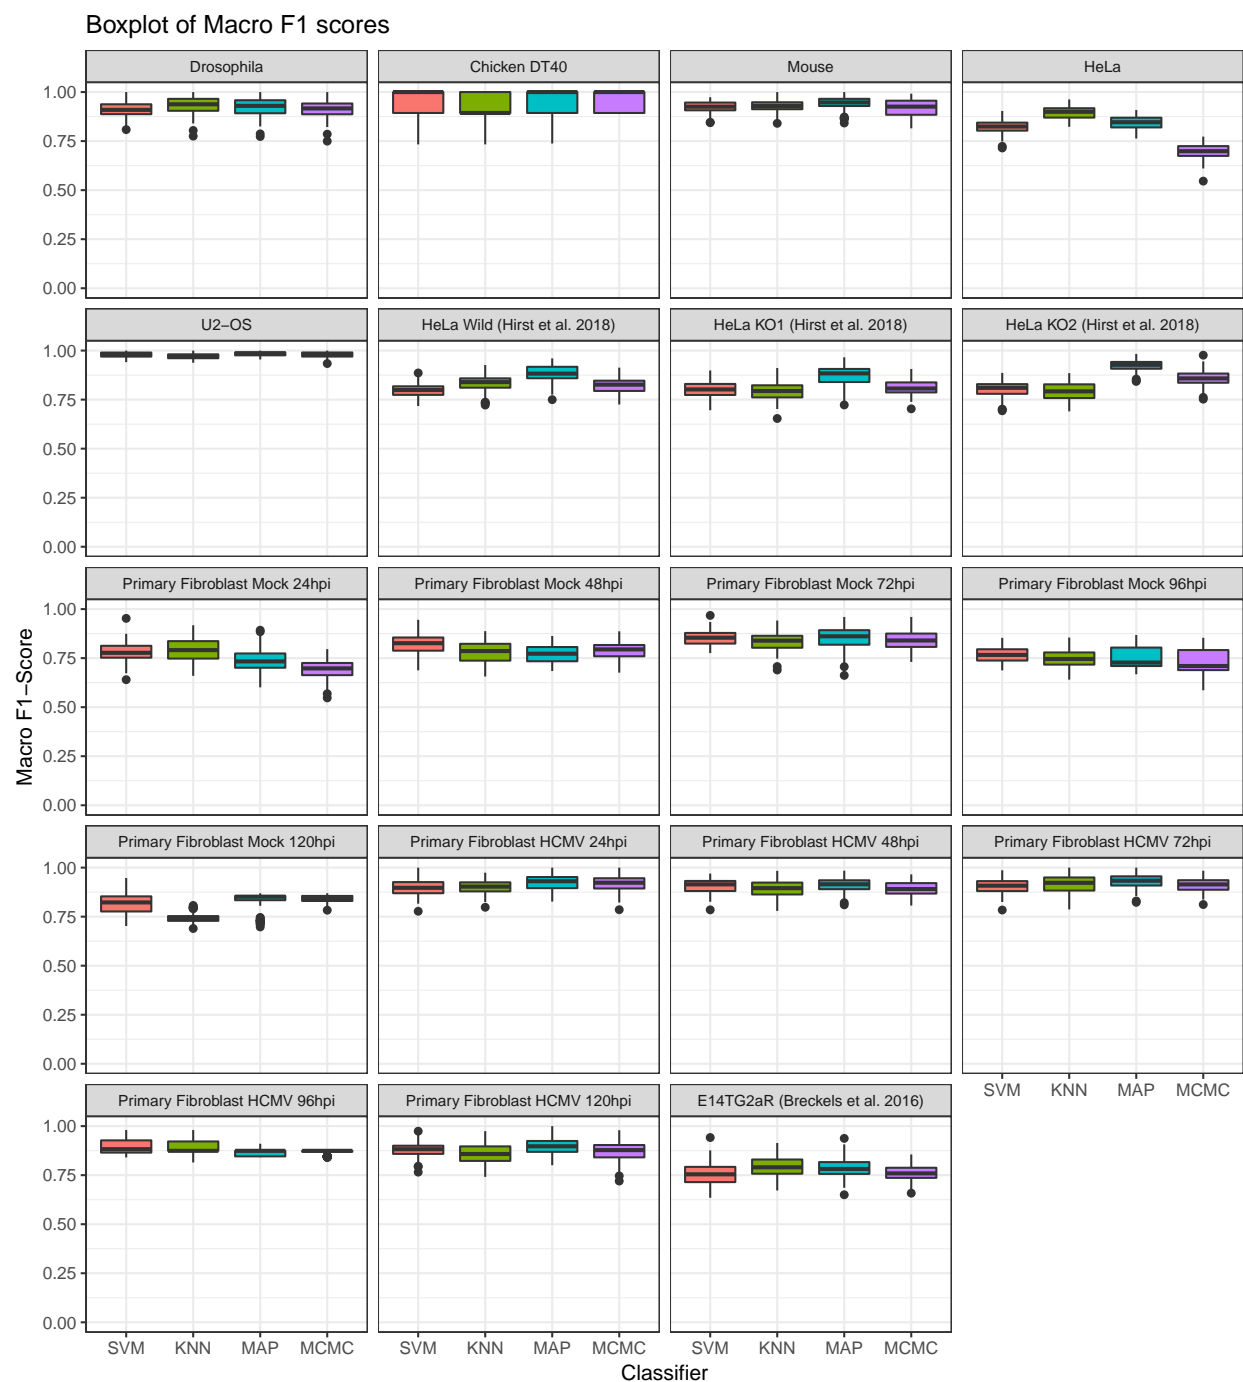 Boxplot of Macro F1 scores
Drosophila
Chicken DT40
Mouse
HeLa
1.00
0.75
0.50
0.25
0.00
U2−OS
HeLa Wild (Hirst et al. 2018)
HeLa KO1 (Hirst et al. 2018)
HeLa KO2 (Hirst et al. 2018)
1.00
0.75
0.50
0.25
0.00
Primary Fibroblast Mock 24hpi
Primary Fibroblast Mock 48hpi
Primary Fibroblast Mock 72hpi
Primary Fibroblast Mock 96hpi
1.00
0.75
0.50
0.25
0.00
Macro F1−Score
Primary Fibroblast Mock 120hpi
Primary Fibroblast HCMV 24hpi
Primary Fibroblast HCMV 48hpi
Primary Fibroblast HCMV 72hpi
1.00
0.75
0.50
0.25
0.00
SVM KNN MAP MCMC
Primary Fibroblast HCMV 96hpi
Primary Fibroblast HCMV 120hpi
E14TG2aR (Breckels et al. 2016)
1.00
0.75
0.50
0.25
0.00
SVM KNN MAP MCMC
SVM KNN MAP MCMC
SVM KNN MAP MCMC
Classifier